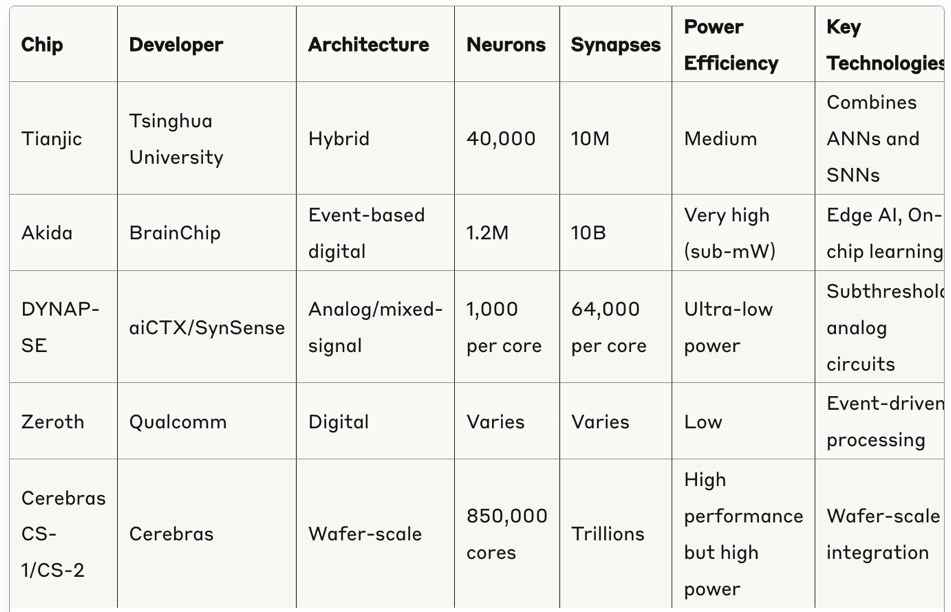 Chip Developer Architecture Neurons Synapses Power Efficiency Key Technologies
Tianjic Tsinghua University Hybrid 40,000 10M Medium Combines ANNs and SNNs
Akida BrainChip Event-based digital 1.2M 10B Very high (sub-mW) Edge AI, On-chip learning
DYNAP-SE aiCTX/SynSense Analog/mixed-signal 1,000 per core 64,000 per core Ultra-low power Subthreshold analog circuits
Zeroth Qualcomm Digital Varies Varies Low Event-driven processing
Cerebras CS-1/CS-2 Cerebras Wafer-scale 850,000 cores Trillions High performance but high power Wafer-scale integration